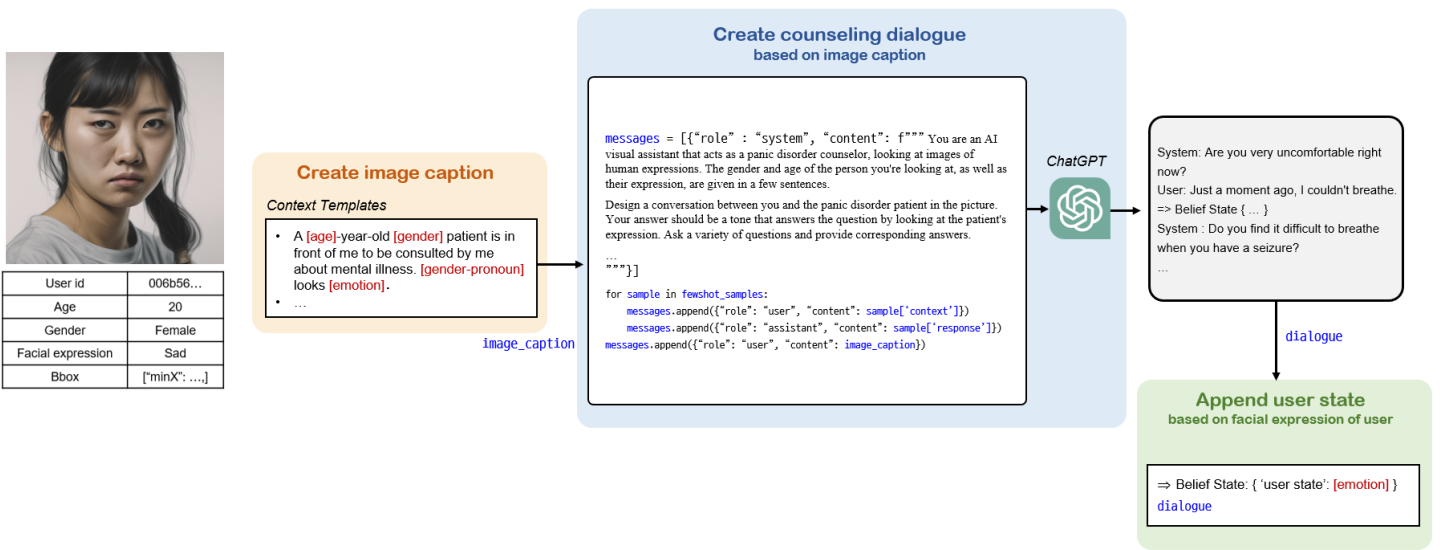 User id 006b56...
Age 20
Gender Female
Facial expression Sad
Bbox [“minX”: ...,]
Create image caption
Context Templates
• A [age]-year-old [gender] patient is in
front of me to be consulted by me
about mental illness. [gender-pronoun]
looks [emotion].
• ...
image_caption
Create counseling dialogue
based on image caption
messages = [{“role” : “system”, “content”: f””” You are an AI
visual assistant that acts as a panic disorder counselor, looking at images of
human expressions. The gender and age of the person you're looking at, as well as
their expression, are given in a few sentences.
Design a conversation between you and the panic disorder patient in the picture.
Your answer should be a tone that answers the question by looking at the patient's
expression. Ask a variety of questions and provide corresponding answers.
...
”””}]
for sample in fewshot_samples:
messages.append({“role”: “user”, “content”: sample[‘context’]})
messages.append({“role”: “assistant”, “content”: sample[‘response’]})
messages.append({“role”: “user”, “content”: image_caption})
ChatGPT
System: Are you very uncomfortable right
now?
User: Just a moment ago, I couldn't breathe.
=> Belief State { ... }
System : Do you find it difficult to breathe
when you have a seizure?
...
dialogue
Append user state
based on facial expression of user
⇒ Belief State: { ‘user state’: [emotion] }
dialogue